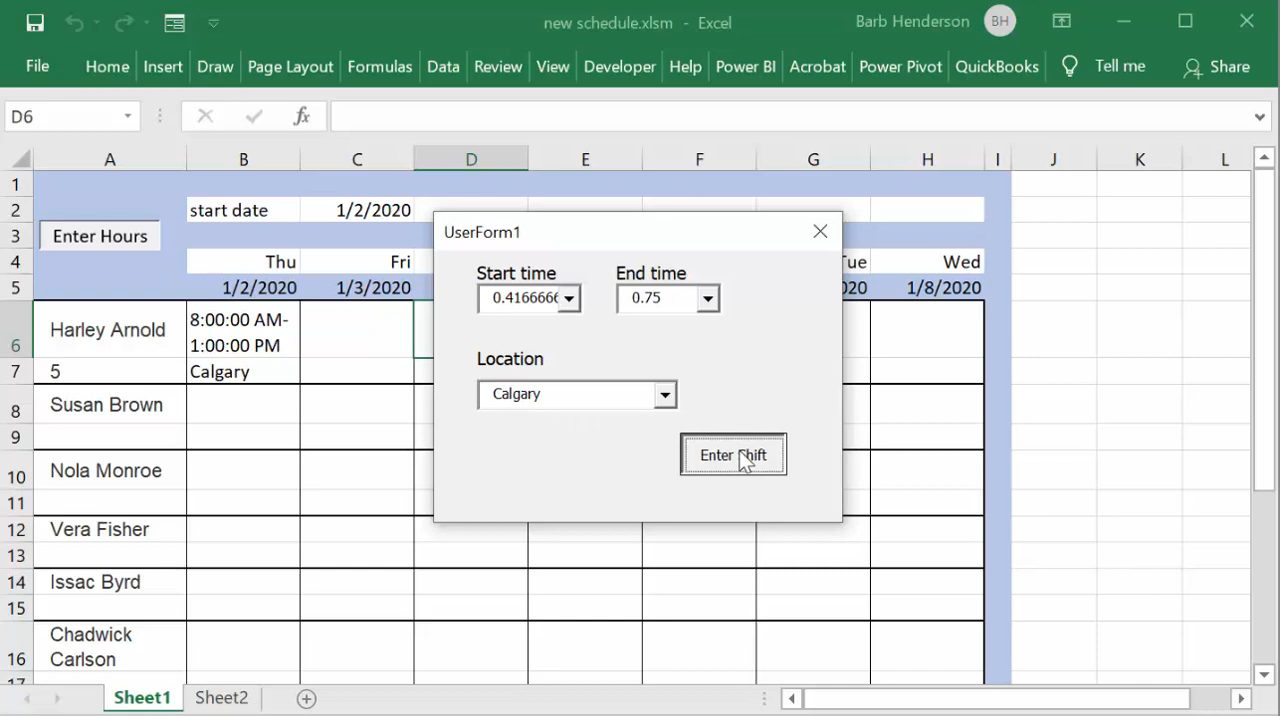 new schedule.xlsm - Excel
Barb Henderson BH
File Home Insert Draw Page Layout Formulas Data Review View Developer Help Power BI Acrobat Power Pivot QuickBooks Tell me Share
D6 fx
A B C D E F G H I J K L
1
2 start date 1/2/2020
3 Enter Hours
4 Thu Fri Tue Wed
5 1/2/2020 1/3/2020 020 1/8/2020
6 Harley Arnold 8:00:00 AM-
1:00:00 PM
7 5 Calgary
8 Susan Brown
9
10 Nola Monroe
11
12 Vera Fisher
13
14 Issac Byrd
15
16 Chadwick
Carlson
17
UserForm1
Start time End time
0.4166666 0.75
Location
Calgary
Enter Shift
Sheet1 Sheet2